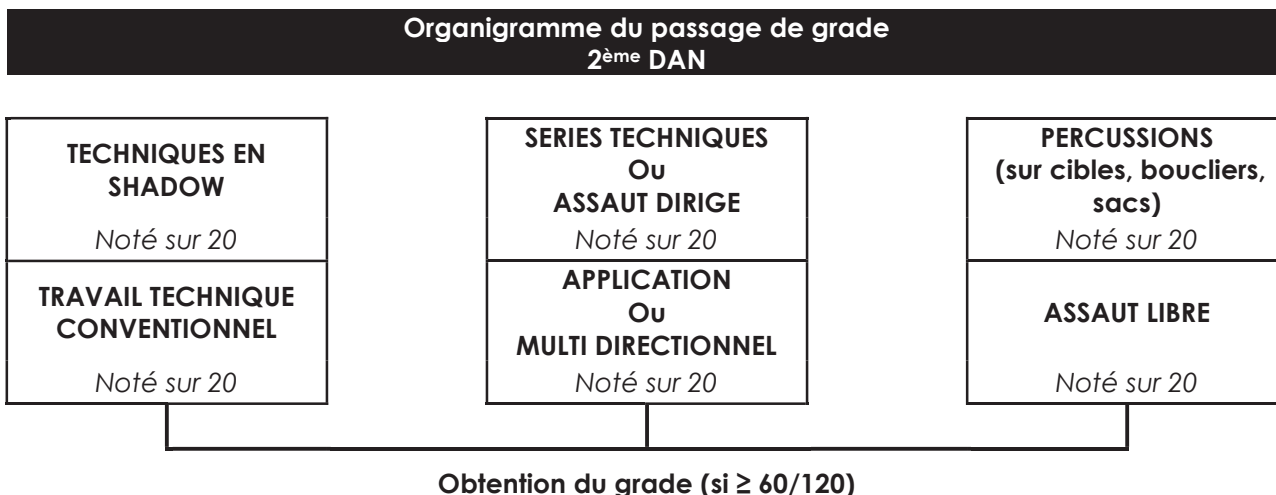 Organigramme du passage de grade
2ème DAN
TECHNIQUES EN
SHADOW
Noté sur 20
TRAVAIL TECHNIQUE
CONVENTIONNEL
Noté sur 20
SERIES TECHNIQUES
Ou
ASSAUT DIRIGE
Noté sur 20
APPLICATION
Ou
MULTI DIRECTIONNEL
Noté sur 20
PERCUSSIONS
(sur cibles, boucliers,
sacs)
Noté sur 20
ASSAUT LIBRE
Noté sur 20
Obtention du grade (si ≥ 60/120)